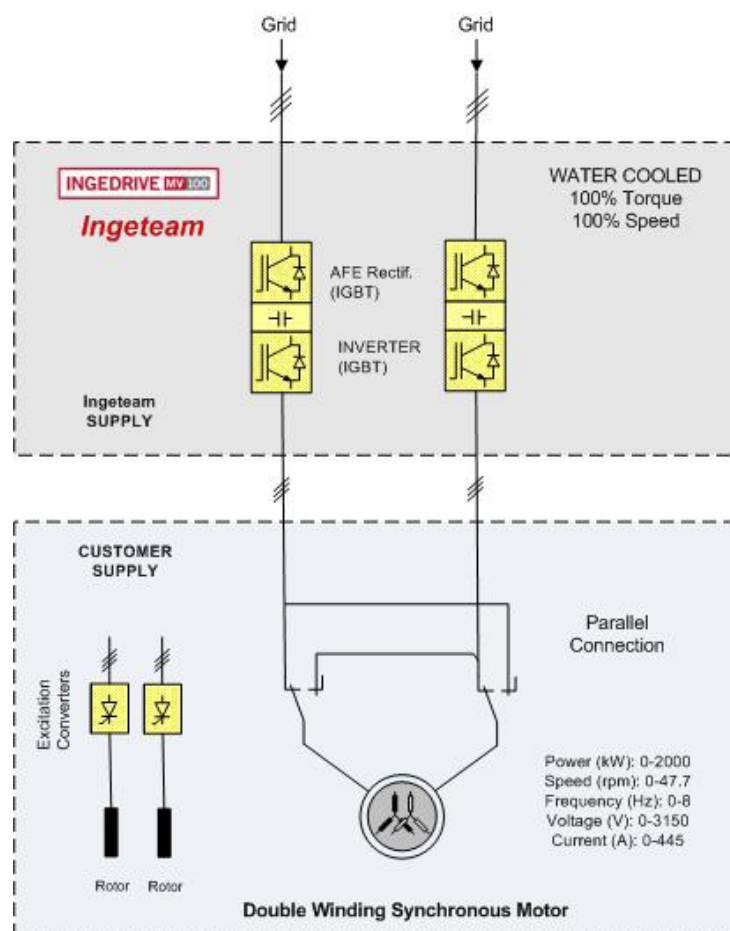 Grid
Grid
INGEDRIVE MV 100
Ingeteam
WATER COOLED
100% Torque
100% Speed
AFE Rectif.
(IGBT)
INVERTER
(IGBT)
Ingeteam
SUPPLY
CUSTOMER
SUPPLY
Parallel
Connection
Excitation
Converters
Power (kW): 0-2000
Speed (rpm): 0-47.7
Frequency (Hz): 0-8
Voltage (V): 0-3150
Current (A): 0-445
Rotor
Rotor
Double Winding Synchronous Motor